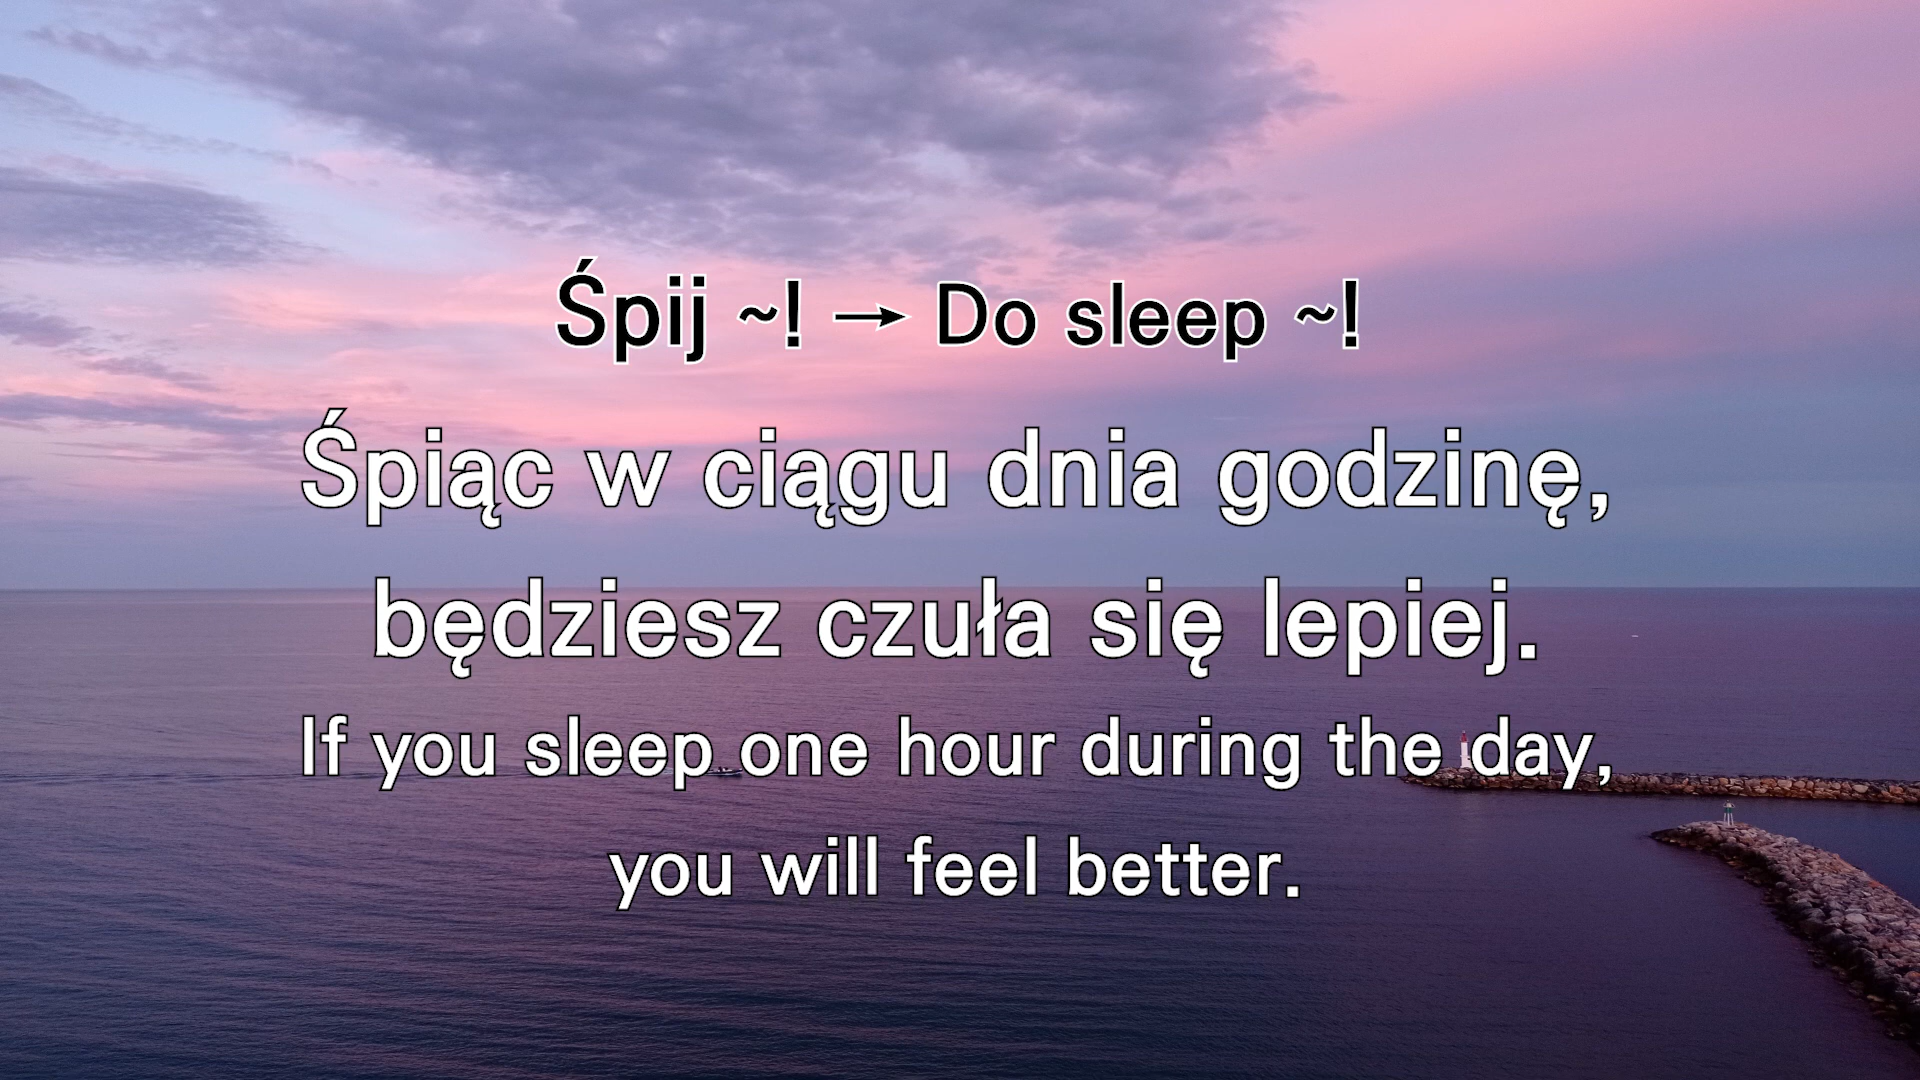 Śpij ~! → Do sleep ~!
Śpiąc w ciągu dnia godzinę,
będziesz czuła się lepiej.
If you sleep one hour during the day,
you will feel better.